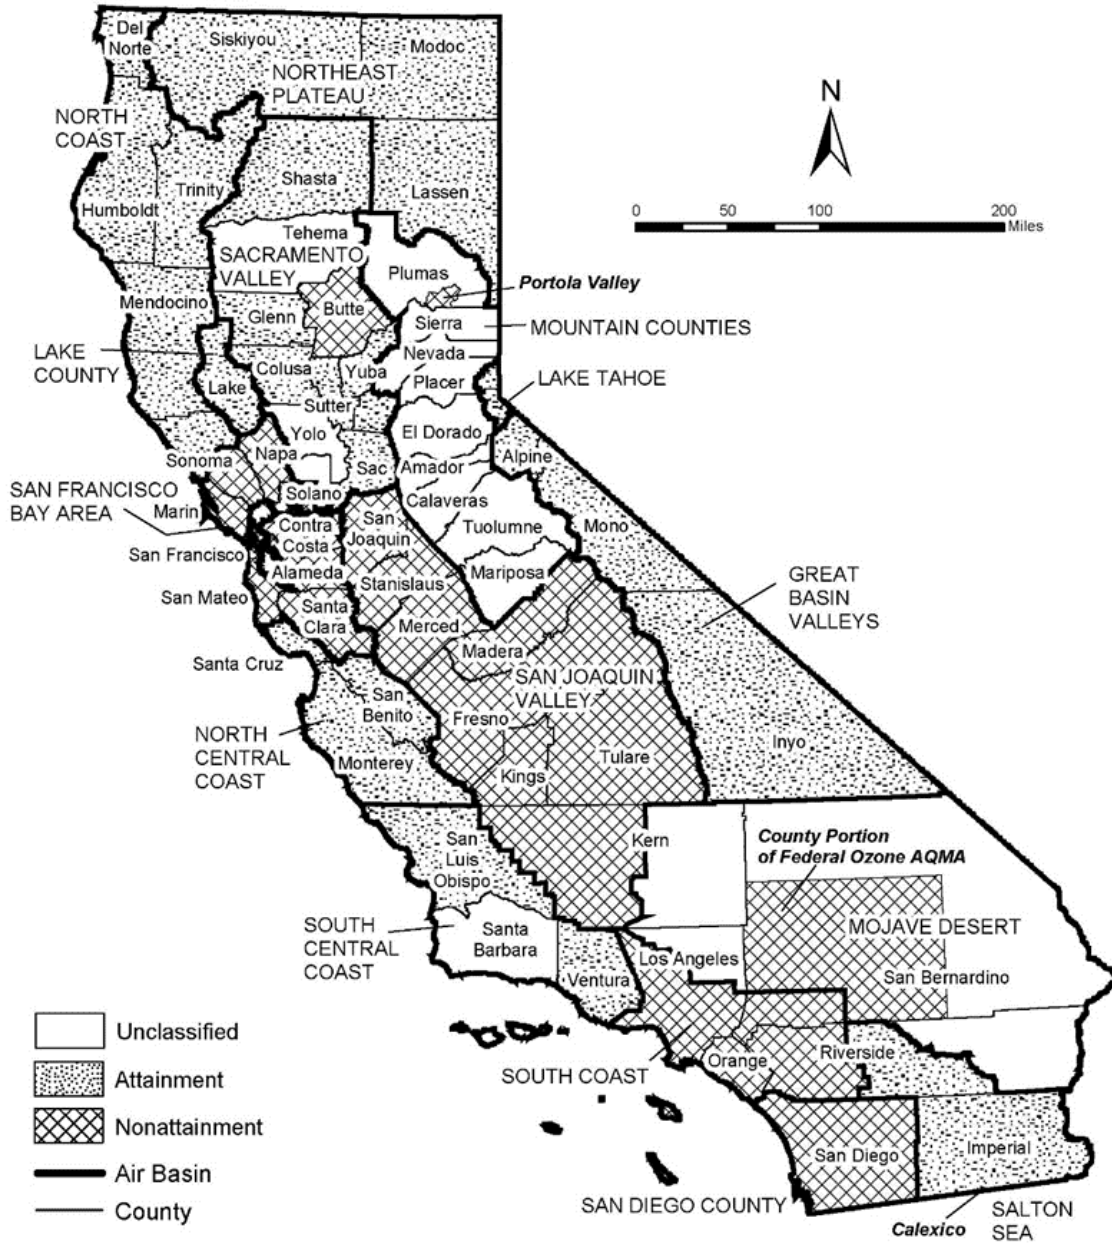 Del
Norte
Siskiyou
Modoc
NORTHEAST
PLATEAU
NORTH
COAST
N
Shasta
Trinity
Lassen
Humboldt
0
50
100
200
Miles
Tehema
SACRAMENTO
VALLEY
Plumas
Portola Valley
Mendocino
Butte
Glenn
Sierra
MOUNTAIN COUNTIES
LAKE
COUNTY
Nevada
Colusa
Yuba
Placer
LAKE TAHOE
Lake
Sutter
Yolo
El Dorado
Sonoma
Napa
Sac
Amador
Alpine
SAN FRANCISCO
BAY AREA
Solano
Marin
Calaveras
Contra
Costa
San
Joaquin
Tuolumne
Mono
San Francisco
Alameda
Stanislaus
Mariposa
GREAT
BASIN
VALLEYS
San Mateo
Santa
Clara
Merced
Madera
Santa Cruz
SAN JOAQUIN
VALLEY
San
Benito
Fresno
NORTH
CENTRAL
COAST
Inyo
Monterey
Kings
Tulare
San
Luis
Obispo
Kern
County Portion
of Federal Ozone AQMA
SOUTH
CENTRAL
COAST
Santa
Barbara
MOJAVE DESERT
Los Angeles
Ventura
San Bernardino
Unclassified
Attainment
Nonattainment
Air Basin
County
Orange
Riverside
SOUTH COAST
San Diego
Imperial
SAN DIEGO COUNTY
Calexico
SALTON
SEA